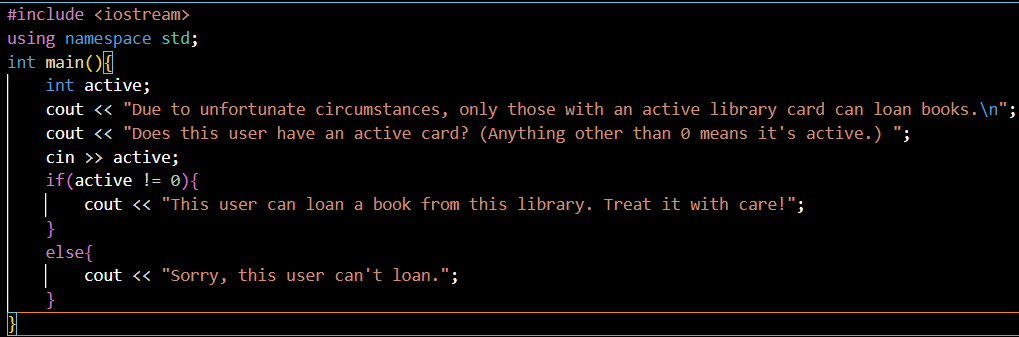 #include <iostream>
using namespace std;
int main(){
    int active;
    cout << "Due to unfortunate circumstances, only those with an active library card can loan books.\n";
    cout << "Does this user have an active card? (Anything other than 0 means it's active.) ";
    cin >> active;
    if(active != 0){
        cout << "This user can loan a book from this library. Treat it with care!";
    }
    else{
        cout << "Sorry, this user can't loan.";
    }
}